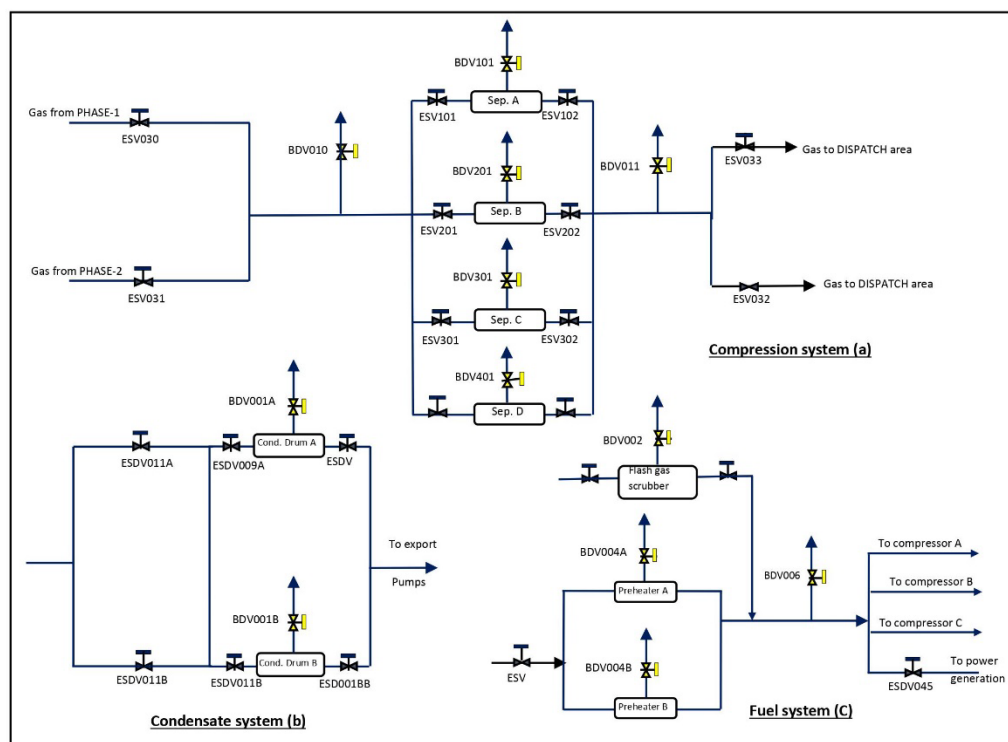 BDV101
Sep. A
ESV101
ESV102
Gas from PHASE-1
ESV030
BDV010
BDV201
Sep. B
ESV201
ESV202
BDV011
ESV033
Gas to DISPATCH area
Gas from PHASE-2
ESV031
BDV301
Sep. C
ESV301
ESV302
ESV032
Gas to DISPATCH area
Compression system (a)
BDV401
Sep. D
BDV001A
Cond. Drum A
ESDV011A
ESDV009A
ESDV
To export
Pumps
BDV001B
Cond. Drum B
ESDV011B
ESDV011B
ESD001BB
Condensate system (b)
BDV002
Flash gas
scrubber
BDV004A
Preheater A
BDV006
To compressor A
To compressor B
To compressor C
ESV
BDV004B
Preheater B
ESDV045
To power
generation
Fuel system (C)